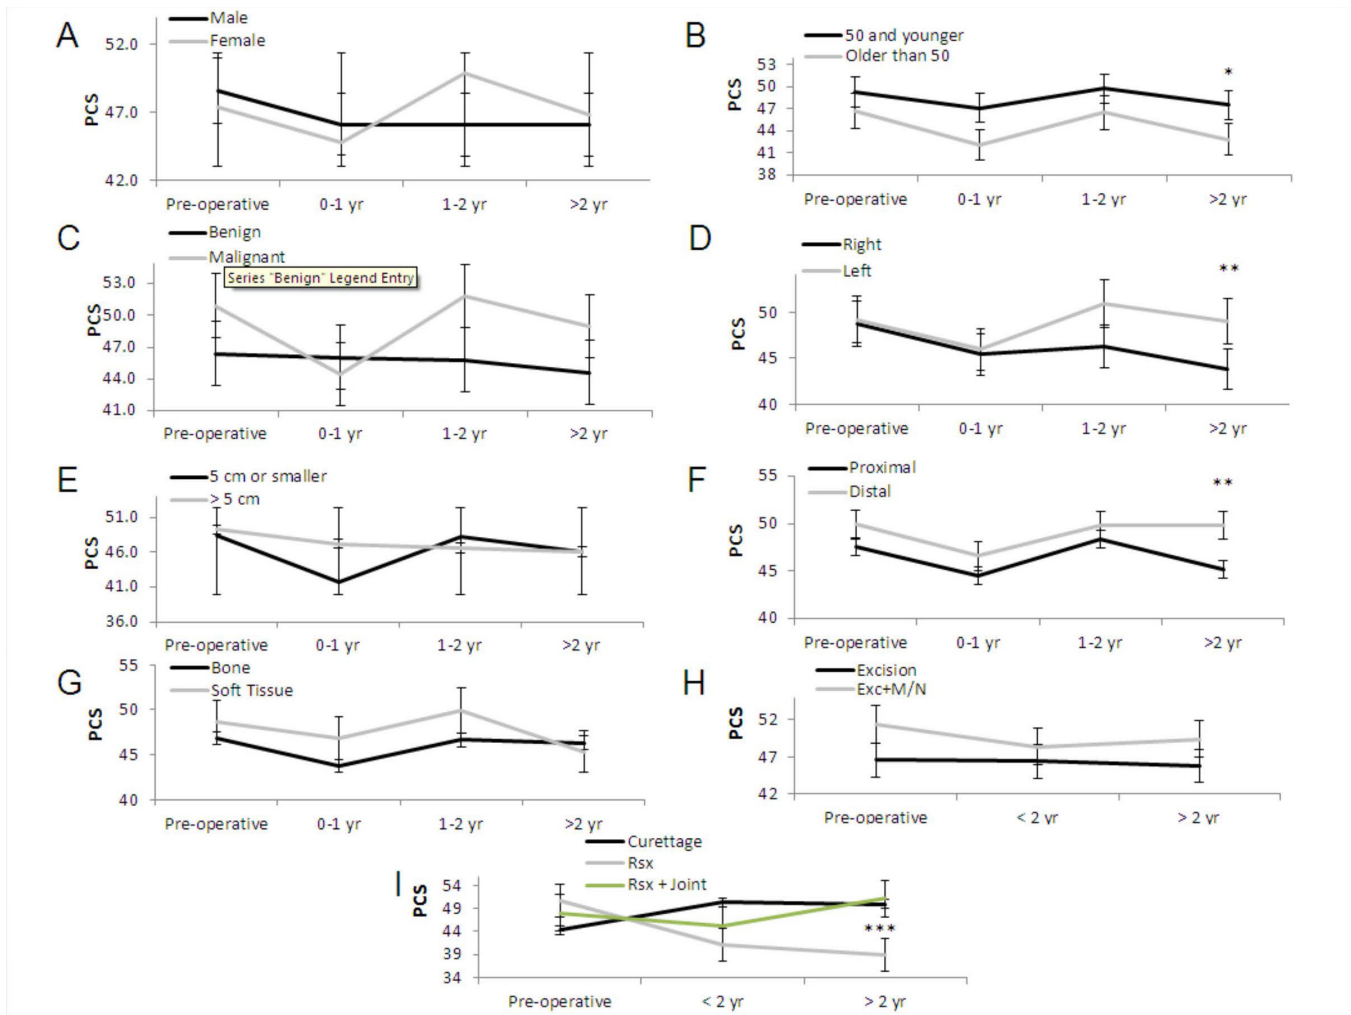 A
Male
Female
PCS
52.0
47.0
42.0
Pre-operative 0-1 yr 1-2 yr >2 yr
B
50 and younger
Older than 50
PCS
53
50
47
44
41
38
*
Pre-operative 0-1 yr 1-2 yr >2 yr
C
Benign
Malignant
Series "Benign" Legend Entry
PCS
53.0
50.0
47.0
44.0
41.0
Pre-operative 0-1 yr 1-2 yr >2 yr
D
Right
Left
PCS
50
45
40
**
Pre-operative 0-1 yr 1-2 yr >2 yr
E
5 cm or smaller
> 5 cm
PCS
51.0
46.0
41.0
36.0
Pre-operative 0-1 yr 1-2 yr >2 yr
F
Proximal
Distal
PCS
55
50
45
40
**
Pre-operative 0-1 yr 1-2 yr >2 yr
G
Bone
Soft Tissue
PCS
55
50
45
40
Pre-operative 0-1 yr 1-2 yr >2 yr
H
Excision
Exc+M/N
PCS
52
47
42
Pre-operative < 2 yr > 2 yr
I
Curettage
Rsx
Rsx + Joint
PCS
54
49
44
39
34
***
Pre-operative < 2 yr > 2 yr